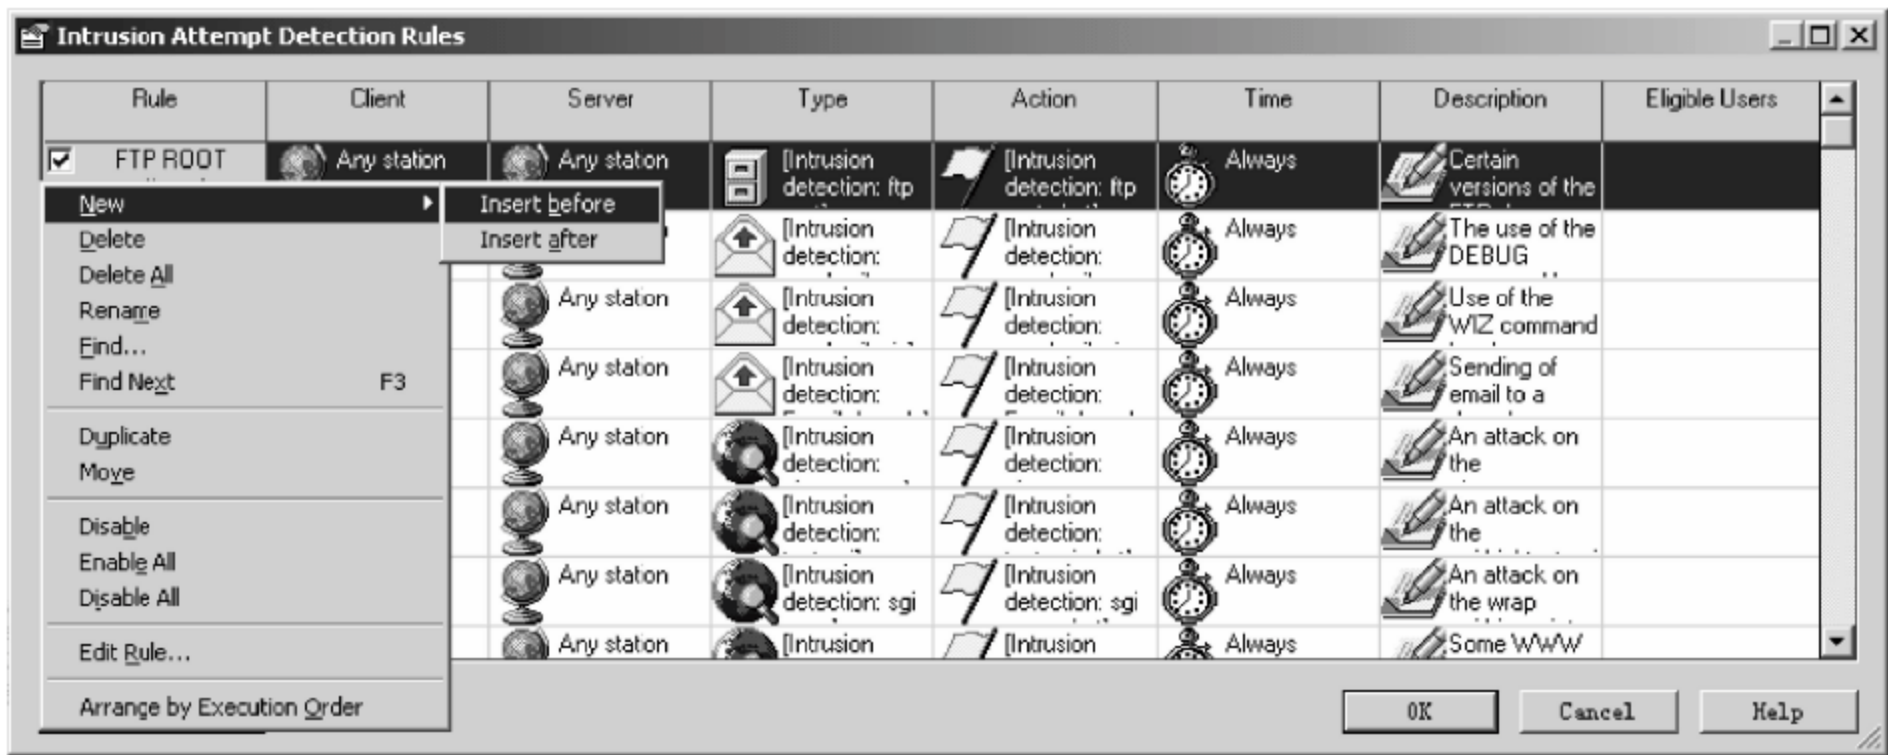 Intrusion Attempt Detection Rules
Rule Client Server Type Action Time Description Eligible Users
FTP ROOT Any station Any station [Intrusion detection: ftp [Intrusion detection: ftp Always Certain versions of the
New Insert before
Insert after
Delete
Delete All
Rename
Find...
Find Next F3
Duplicate
Move
Disable
Enable All
Disable All
Edit Rule...
Arrange by Execution Order
[Intrusion detection: [Intrusion detection: Always The use of the DEBUG
Any station [Intrusion detection: [Intrusion detection: Always Use of the WIZ command
Any station [Intrusion detection: [Intrusion detection: Always Sending of email to a
Any station [Intrusion detection: [Intrusion detection: Always An attack on the
Any station [Intrusion detection: [Intrusion detection: Always An attack on the
Any station [Intrusion detection: sgi [Intrusion detection: sgi Always An attack on the wrap
Any station [Intrusion [Intrusion Always Some WWW
OK Cancel Help